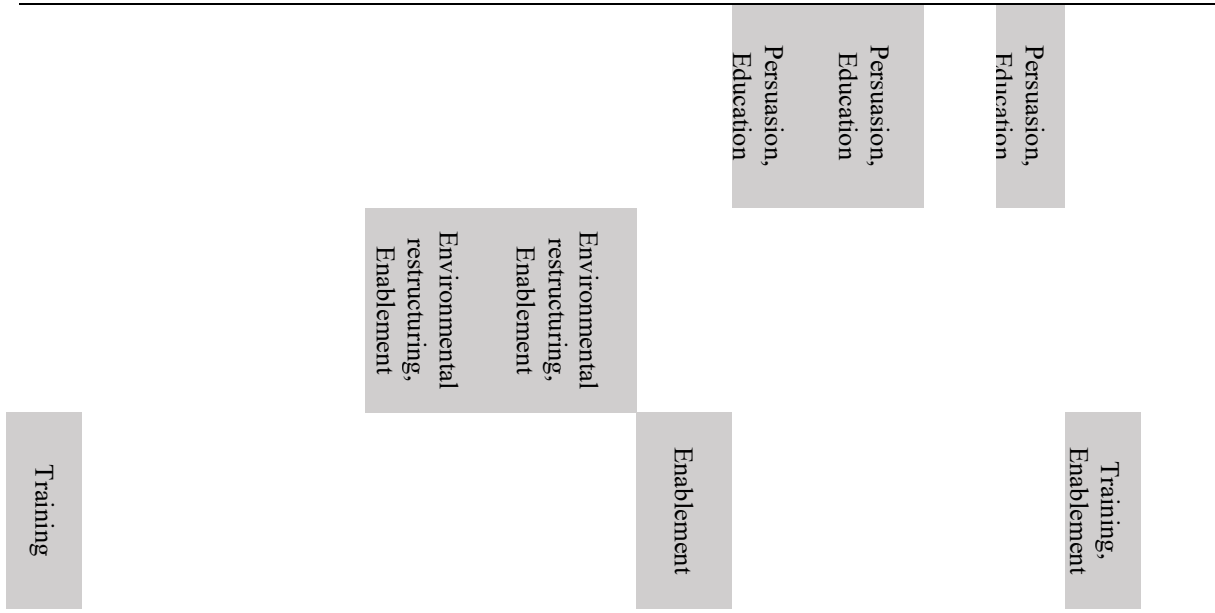 Training,
Enablement
Persuasion,
Education
Persuasion,
Education
Persuasion,
Education
Enablement
Environmental
restructuring,
Enablement
Environmental
restructuring,
Enablement
Training